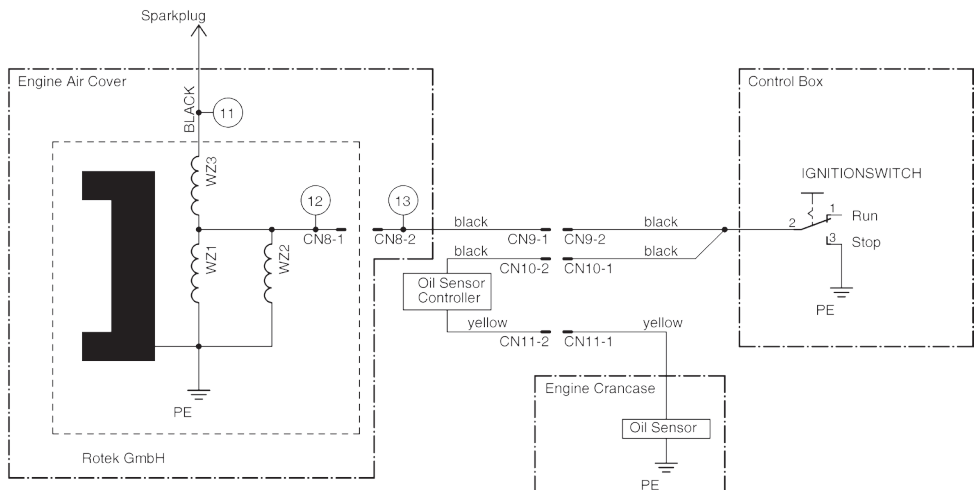 Sparkplug
Engine Air Cover
BLACK
11
WZ3
12
13
CN8-1
CN8-2
WZ1
WZ2
PE
Rotek GmbH
black
CN9-1
CN9-2
black
black
CN10-2
CN10-1
black
Oil Sensor
Controller
yellow
CN11-2
CN11-1
yellow
Engine Crancase
Oil Sensor
PE
Control Box
IGNITIONSWITCH
1
Run
2
3
Stop
PE